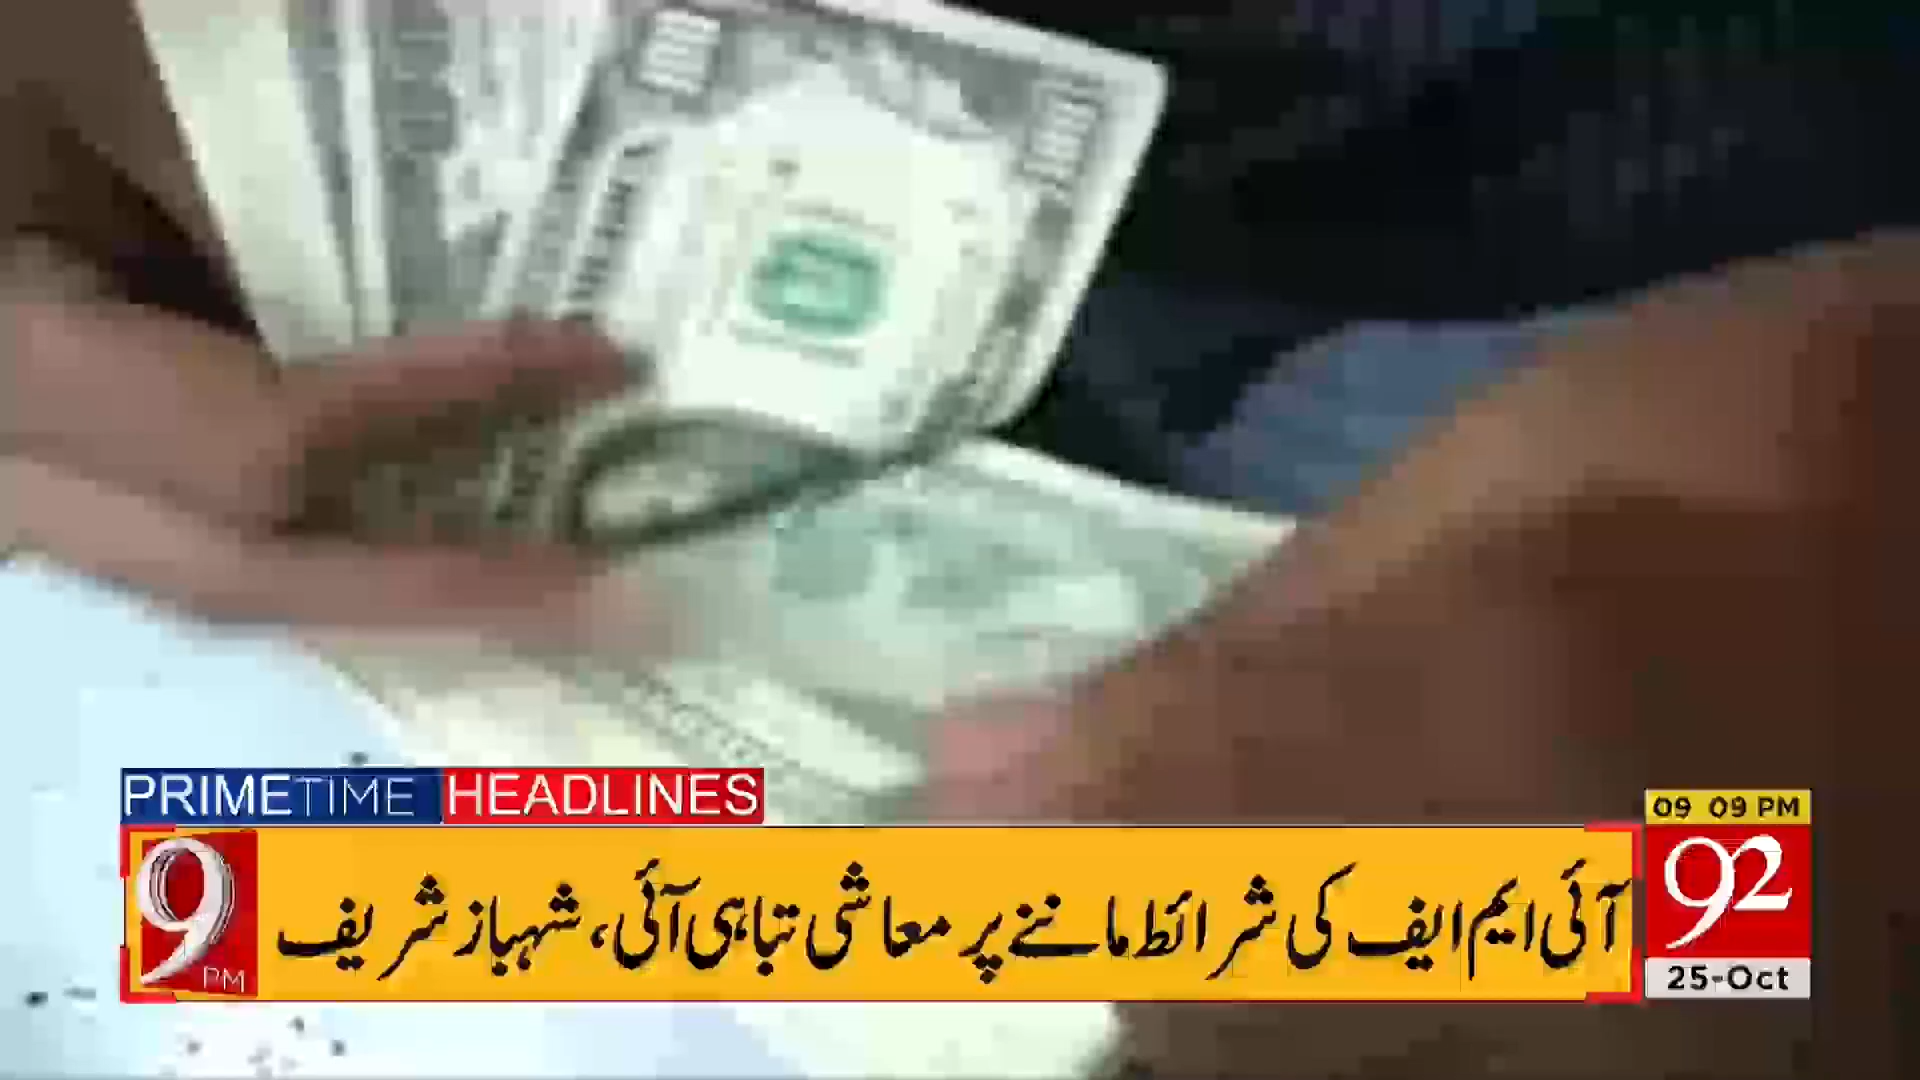 PRIMETIME HEADLINES
09 09 PM
9 PM
آئی ایم ایف کی شرائط ماننے پر معاشی تباہی آئی، شہباز شریف
92
25-Oct